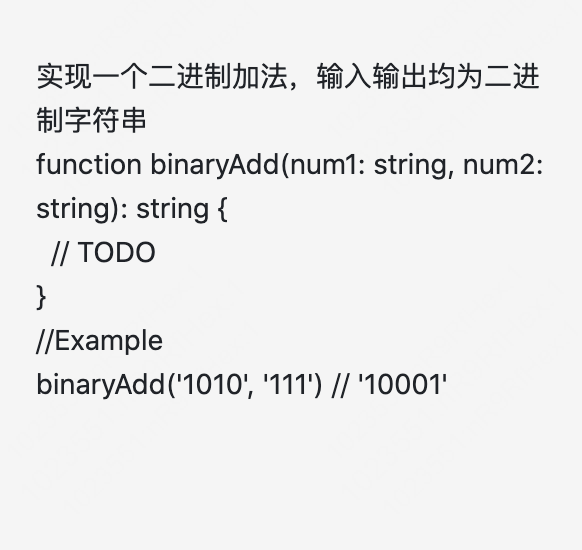 实现一个二进制加法，输入输出均为二进
制字符串
function binaryAdd(num1: string, num2:
string): string {
  // TODO
}
//Example
binaryAdd('1010', '111') // '10001'